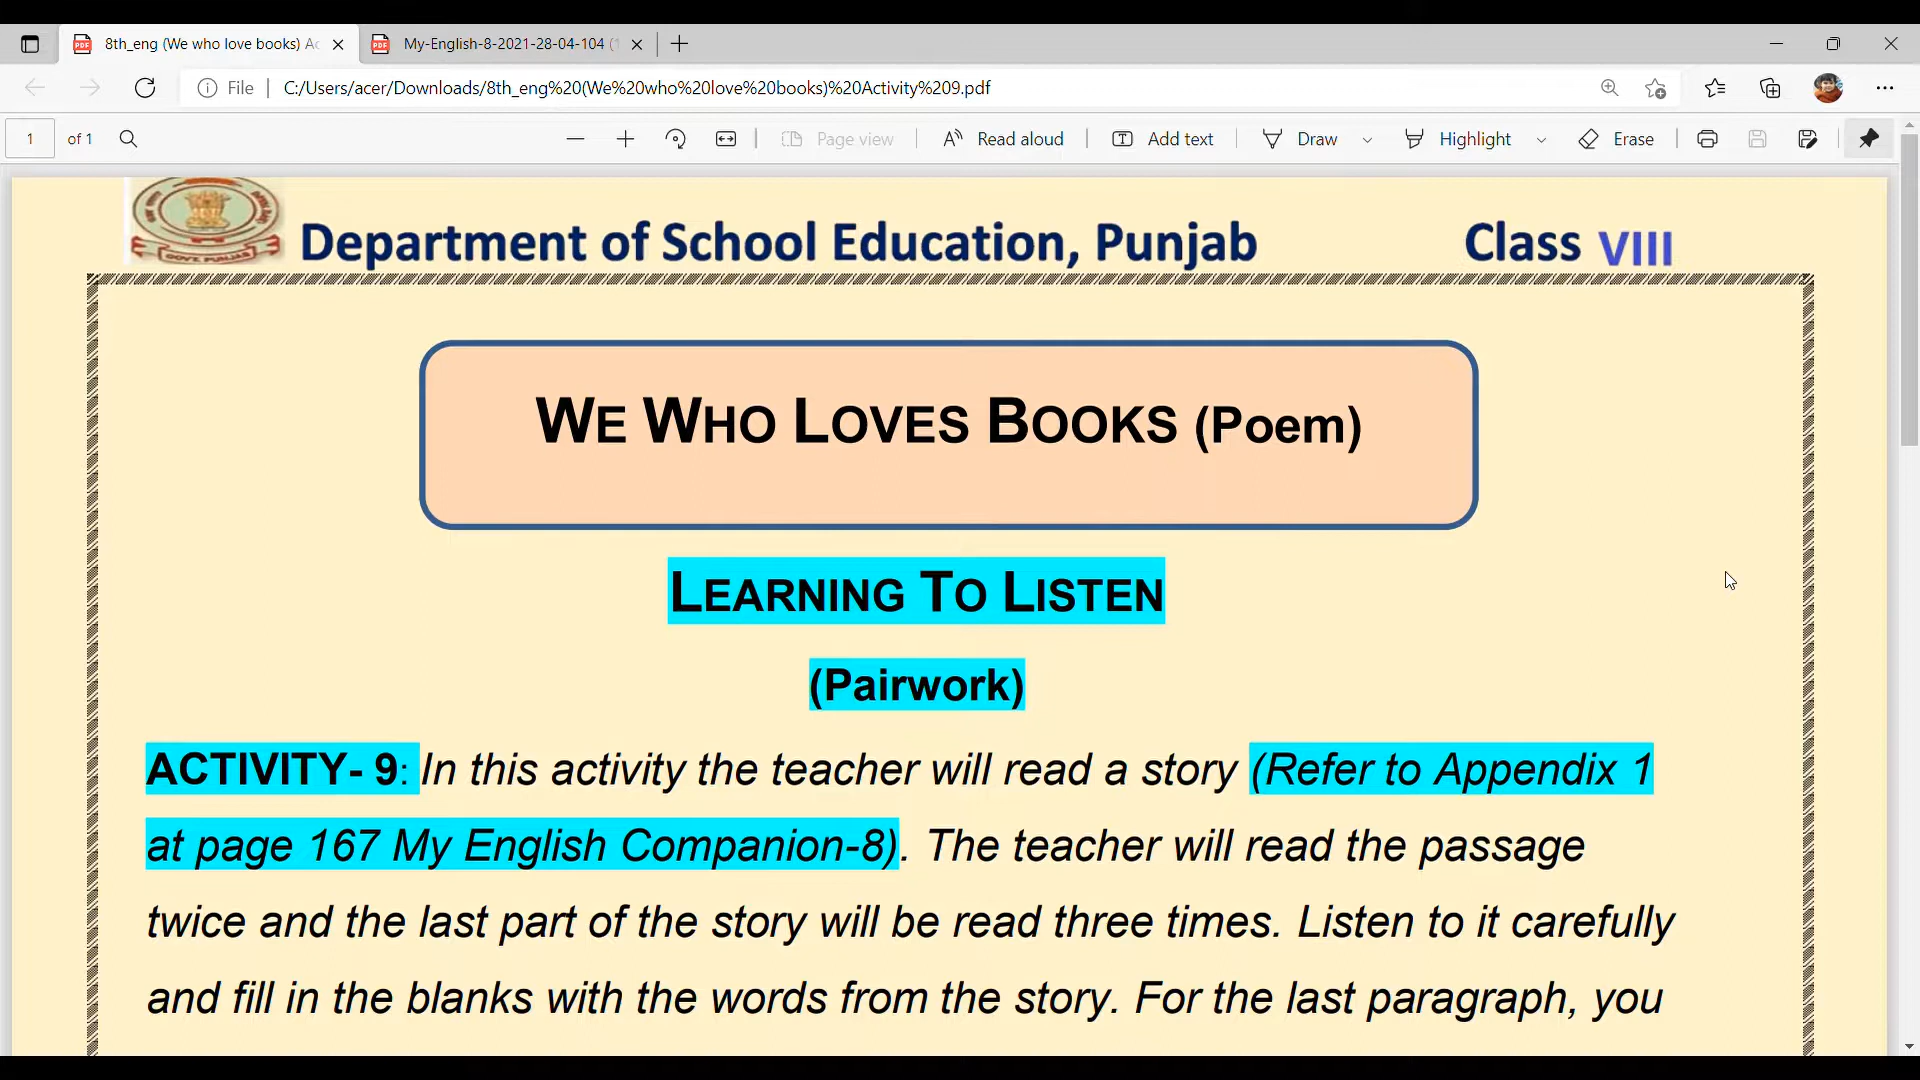 8th_eng (We who love books) Ac
My-English-8-2021-28-04-104 (1
File
C:/Users/acer/Downloads/8th_eng%20(We%20who%20love%20books)%20Activity%209.pdf
1 of 1
Page view
Read aloud
Add text
Draw
Highlight
Erase
Department of School Education, Punjab Class VIII
WE WHO LOVES BOOKS (Poem)
LEARNING TO LISTEN
(Pairwork)
ACTIVITY- 9: In this activity the teacher will read a story (Refer to Appendix 1
at page 167 My English Companion-8). The teacher will read the passage
twice and the last part of the story will be read three times. Listen to it carefully
and fill in the blanks with the words from the story. For the last paragraph, you